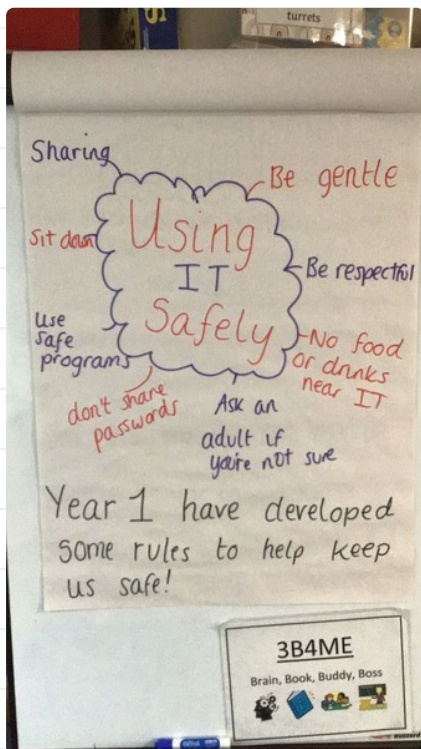 turrets
Sharing
Be gentle
Using
IT
Safely
Sit down
Be respectful
Use
safe
programs
No food
or drinks
near IT
don't share
passwords
Ask an
adult if
you're not sure
Year 1 have developed
some rules to help keep
us safe!
3B4ME
Brain, Book, Buddy, Boss